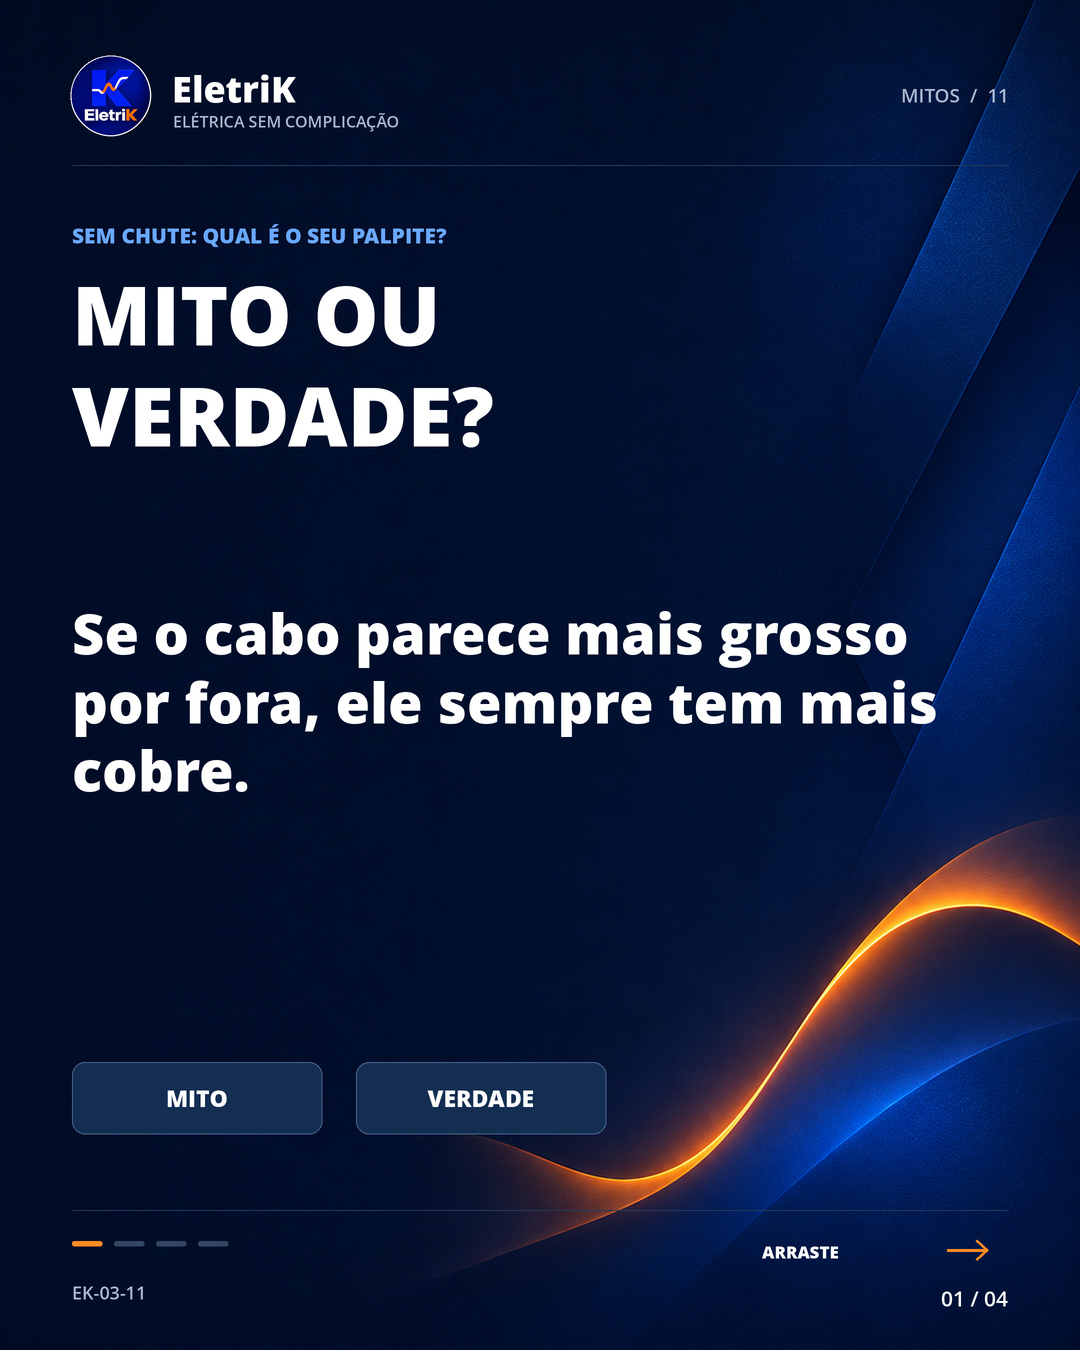 K
EletriK
EletriK
ELÉTRICA SEM COMPLICAÇÃO
MITOS / 11
SEM CHUTE: QUAL É O SEU PALPITE?
MITO OU
VERDADE?
Se o cabo parece mais grosso
por fora, ele sempre tem mais
cobre.
MITO
VERDADE
ARRASTE
EK-03-11
01 / 04